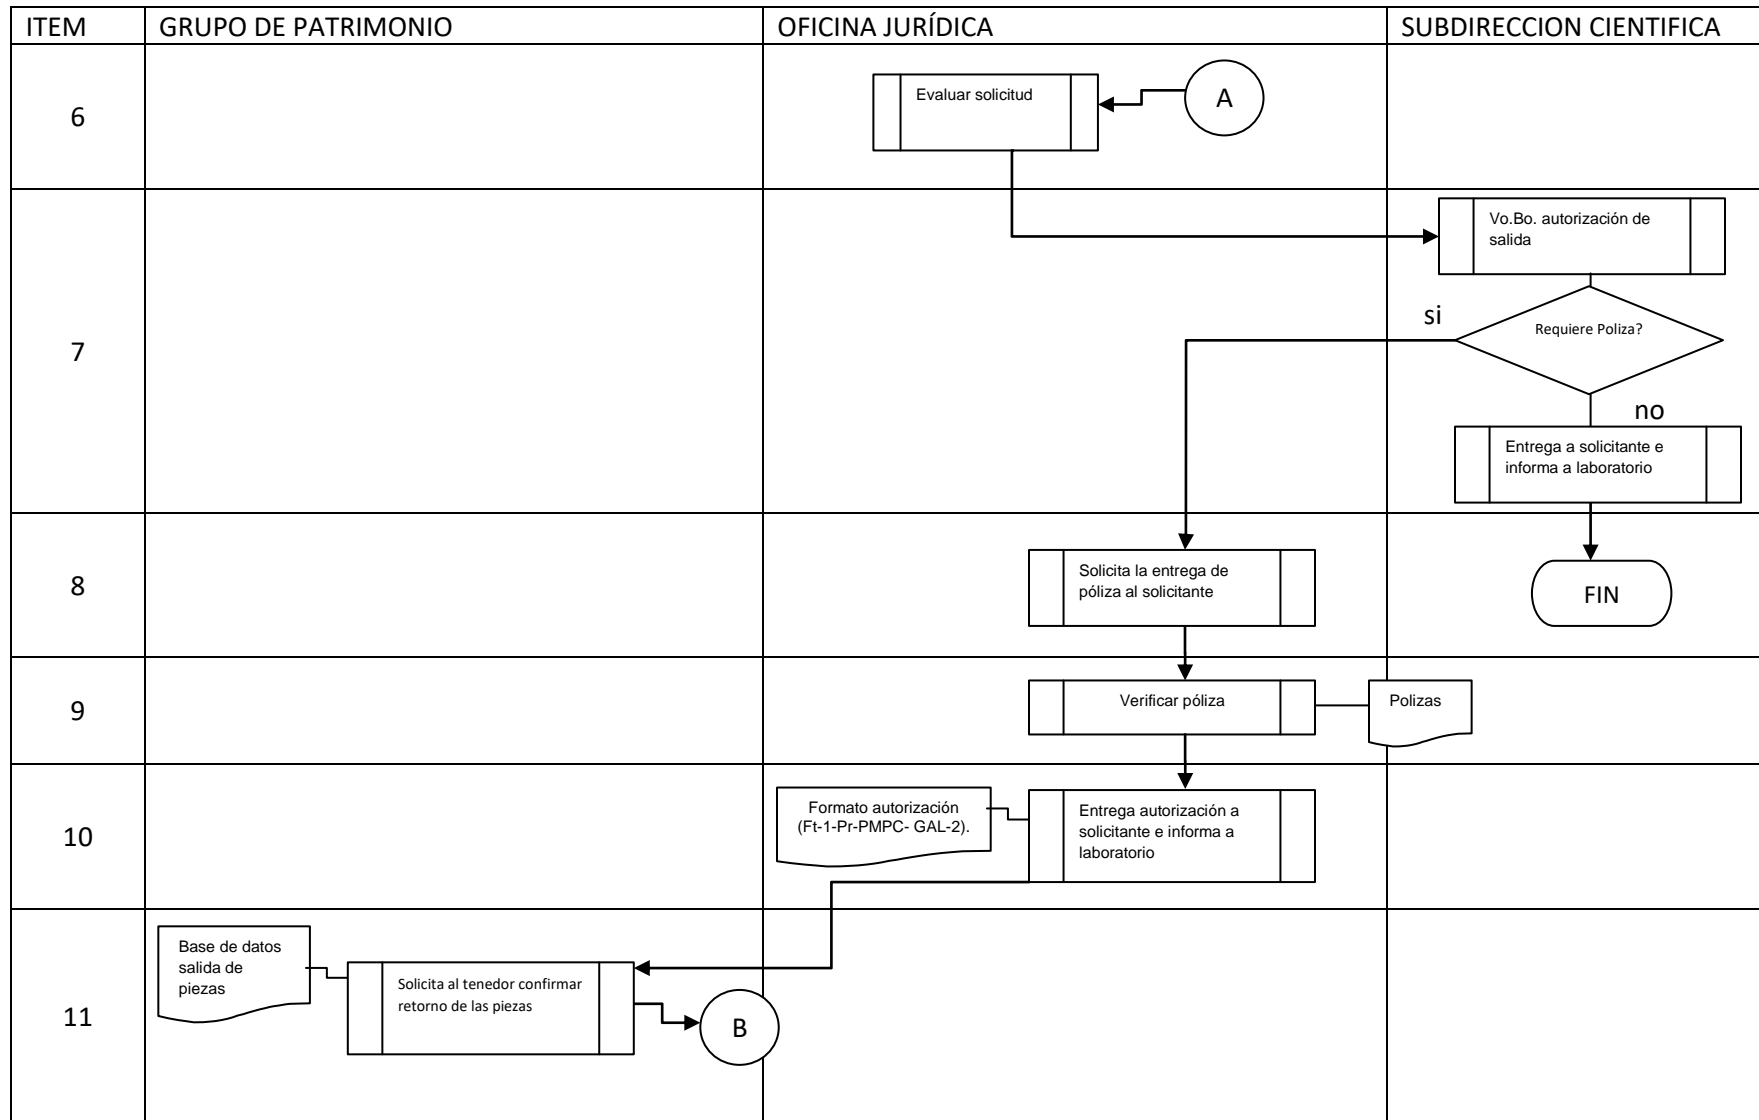 ITEM
GRUPO DE PATRIMONIO
OFICINA JURÍDICA
SUBDIRECCION CIENTIFICA
6
Evaluar solicitud
A
7
Vo.Bo. autorización de
salida
si
Requiere Poliza?
no
Entrega a solicitante e
informa a laboratorio
8
Solicita la entrega de
póliza al solicitante
FIN
9
Verificar póliza
Polizas
10
Formato autorización
(Ft-1-Pr-PMPC- GAL-2).
Entrega autorización a
solicitante e informa a
laboratorio
11
Base de datos
salida de
piezas
Solicita al tenedor confirmar
retorno de las piezas
B